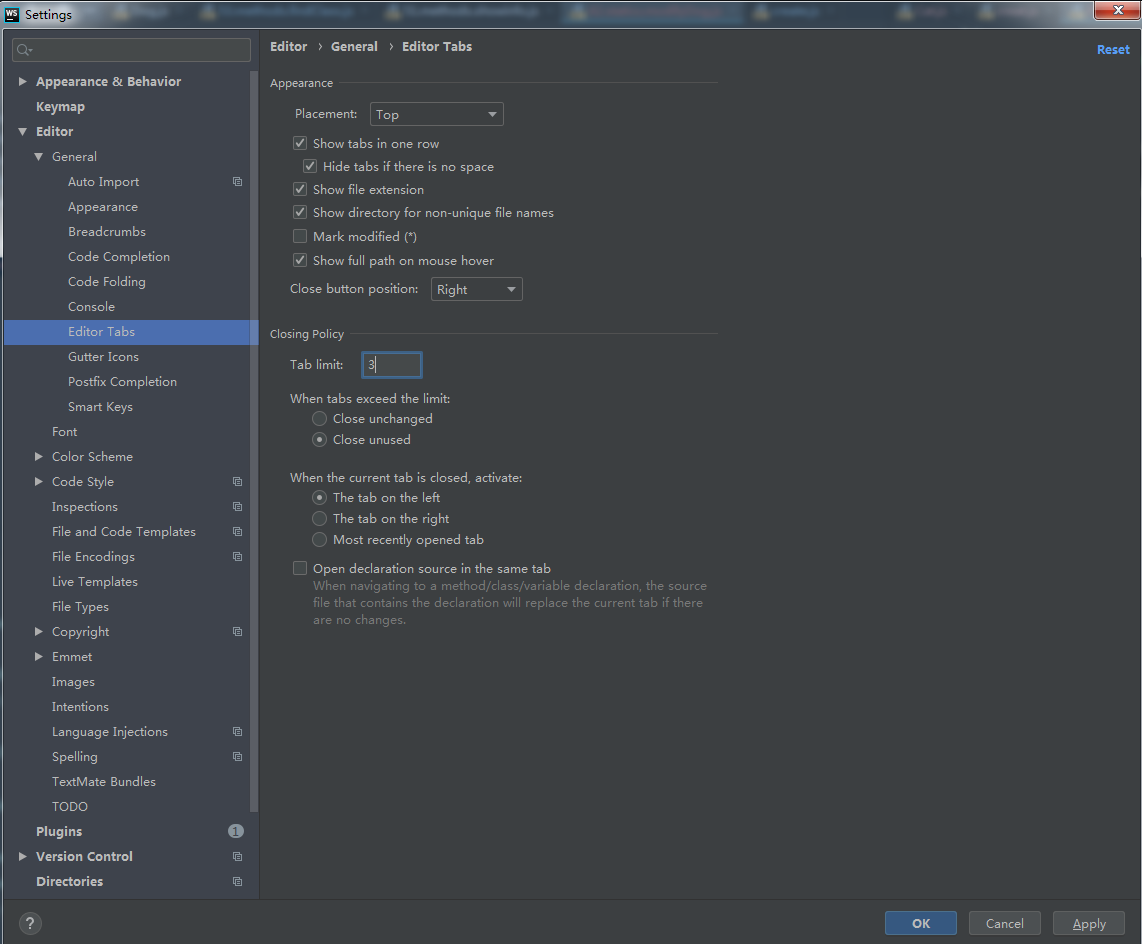 WS Settings
Appearance & Behavior
Keymap
Editor
General
Auto Import
Appearance
Breadcrumbs
Code Completion
Code Folding
Console
Editor Tabs
Gutter Icons
Postfix Completion
Smart Keys
Font
Color Scheme
Code Style
Inspections
File and Code Templates
File Encodings
Live Templates
File Types
Copyright
Emmet
Images
Intentions
Language Injections
Spelling
TextMate Bundles
TODO
Plugins 1
Version Control
Directories
Editor › General › Editor Tabs
Reset
Appearance
Placement: Top
Show tabs in one row
Hide tabs if there is no space
Show file extension
Show directory for non-unique file names
Mark modified (*)
Show full path on mouse hover
Close button position: Right
Closing Policy
Tab limit: 3
When tabs exceed the limit:
Close unchanged
Close unused
When the current tab is closed, activate:
The tab on the left
The tab on the right
Most recently opened tab
Open declaration source in the same tab
When navigating to a method/class/variable declaration, the source
file that contains the declaration will replace the current tab if there
are no changes.
? OK Cancel Apply